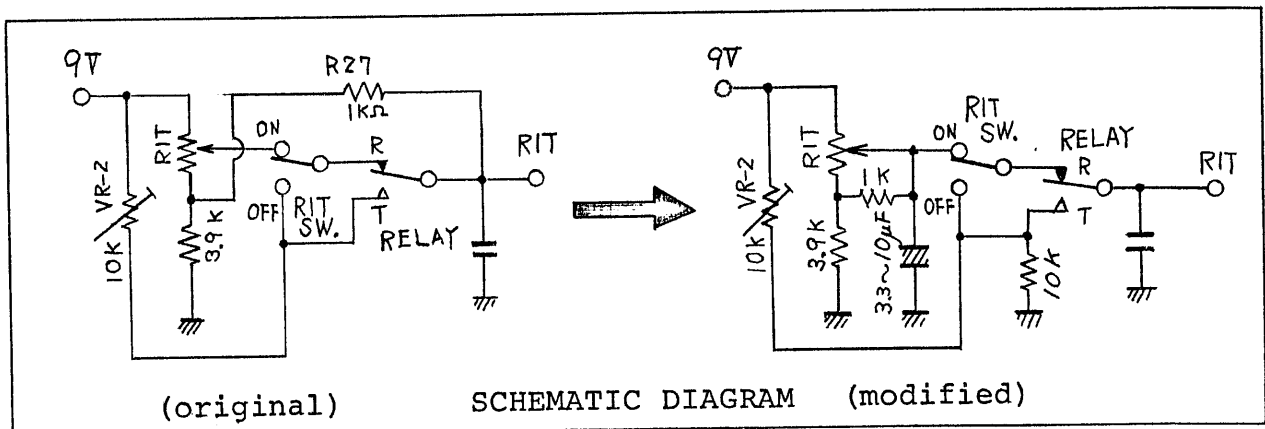 9V
R27
1KΩ
RIT
ON
R
RIT
VR-2
10K
3.9K
OFF
RIT
SW.
T
RELAY
9V
RIT
SW.
ON
RELAY
R
RIT
RIT
1K
VR-2
10K
3.9K
3.3~10µF
OFF
T
10K
(original) SCHEMATIC DIAGRAM (modified)